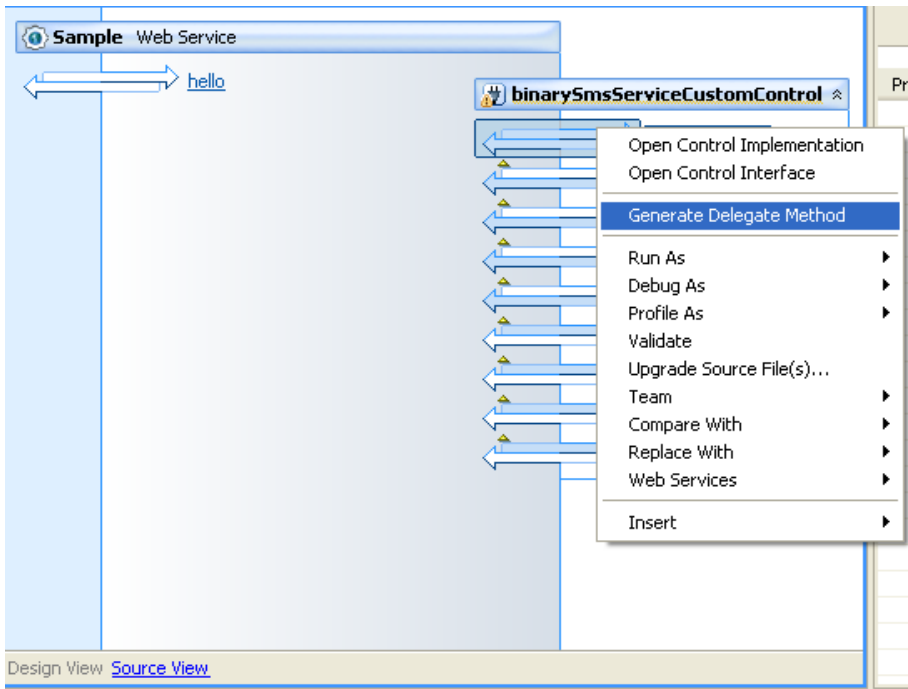 Sample Web Service
hello
binarySmsServiceCustomControl
Pr
Open Control Implementation
Open Control Interface
Generate Delegate Method
Run As
Debug As
Profile As
Validate
Upgrade Source File(s)...
Team
Compare With
Replace With
Web Services
Insert
Design View Source View